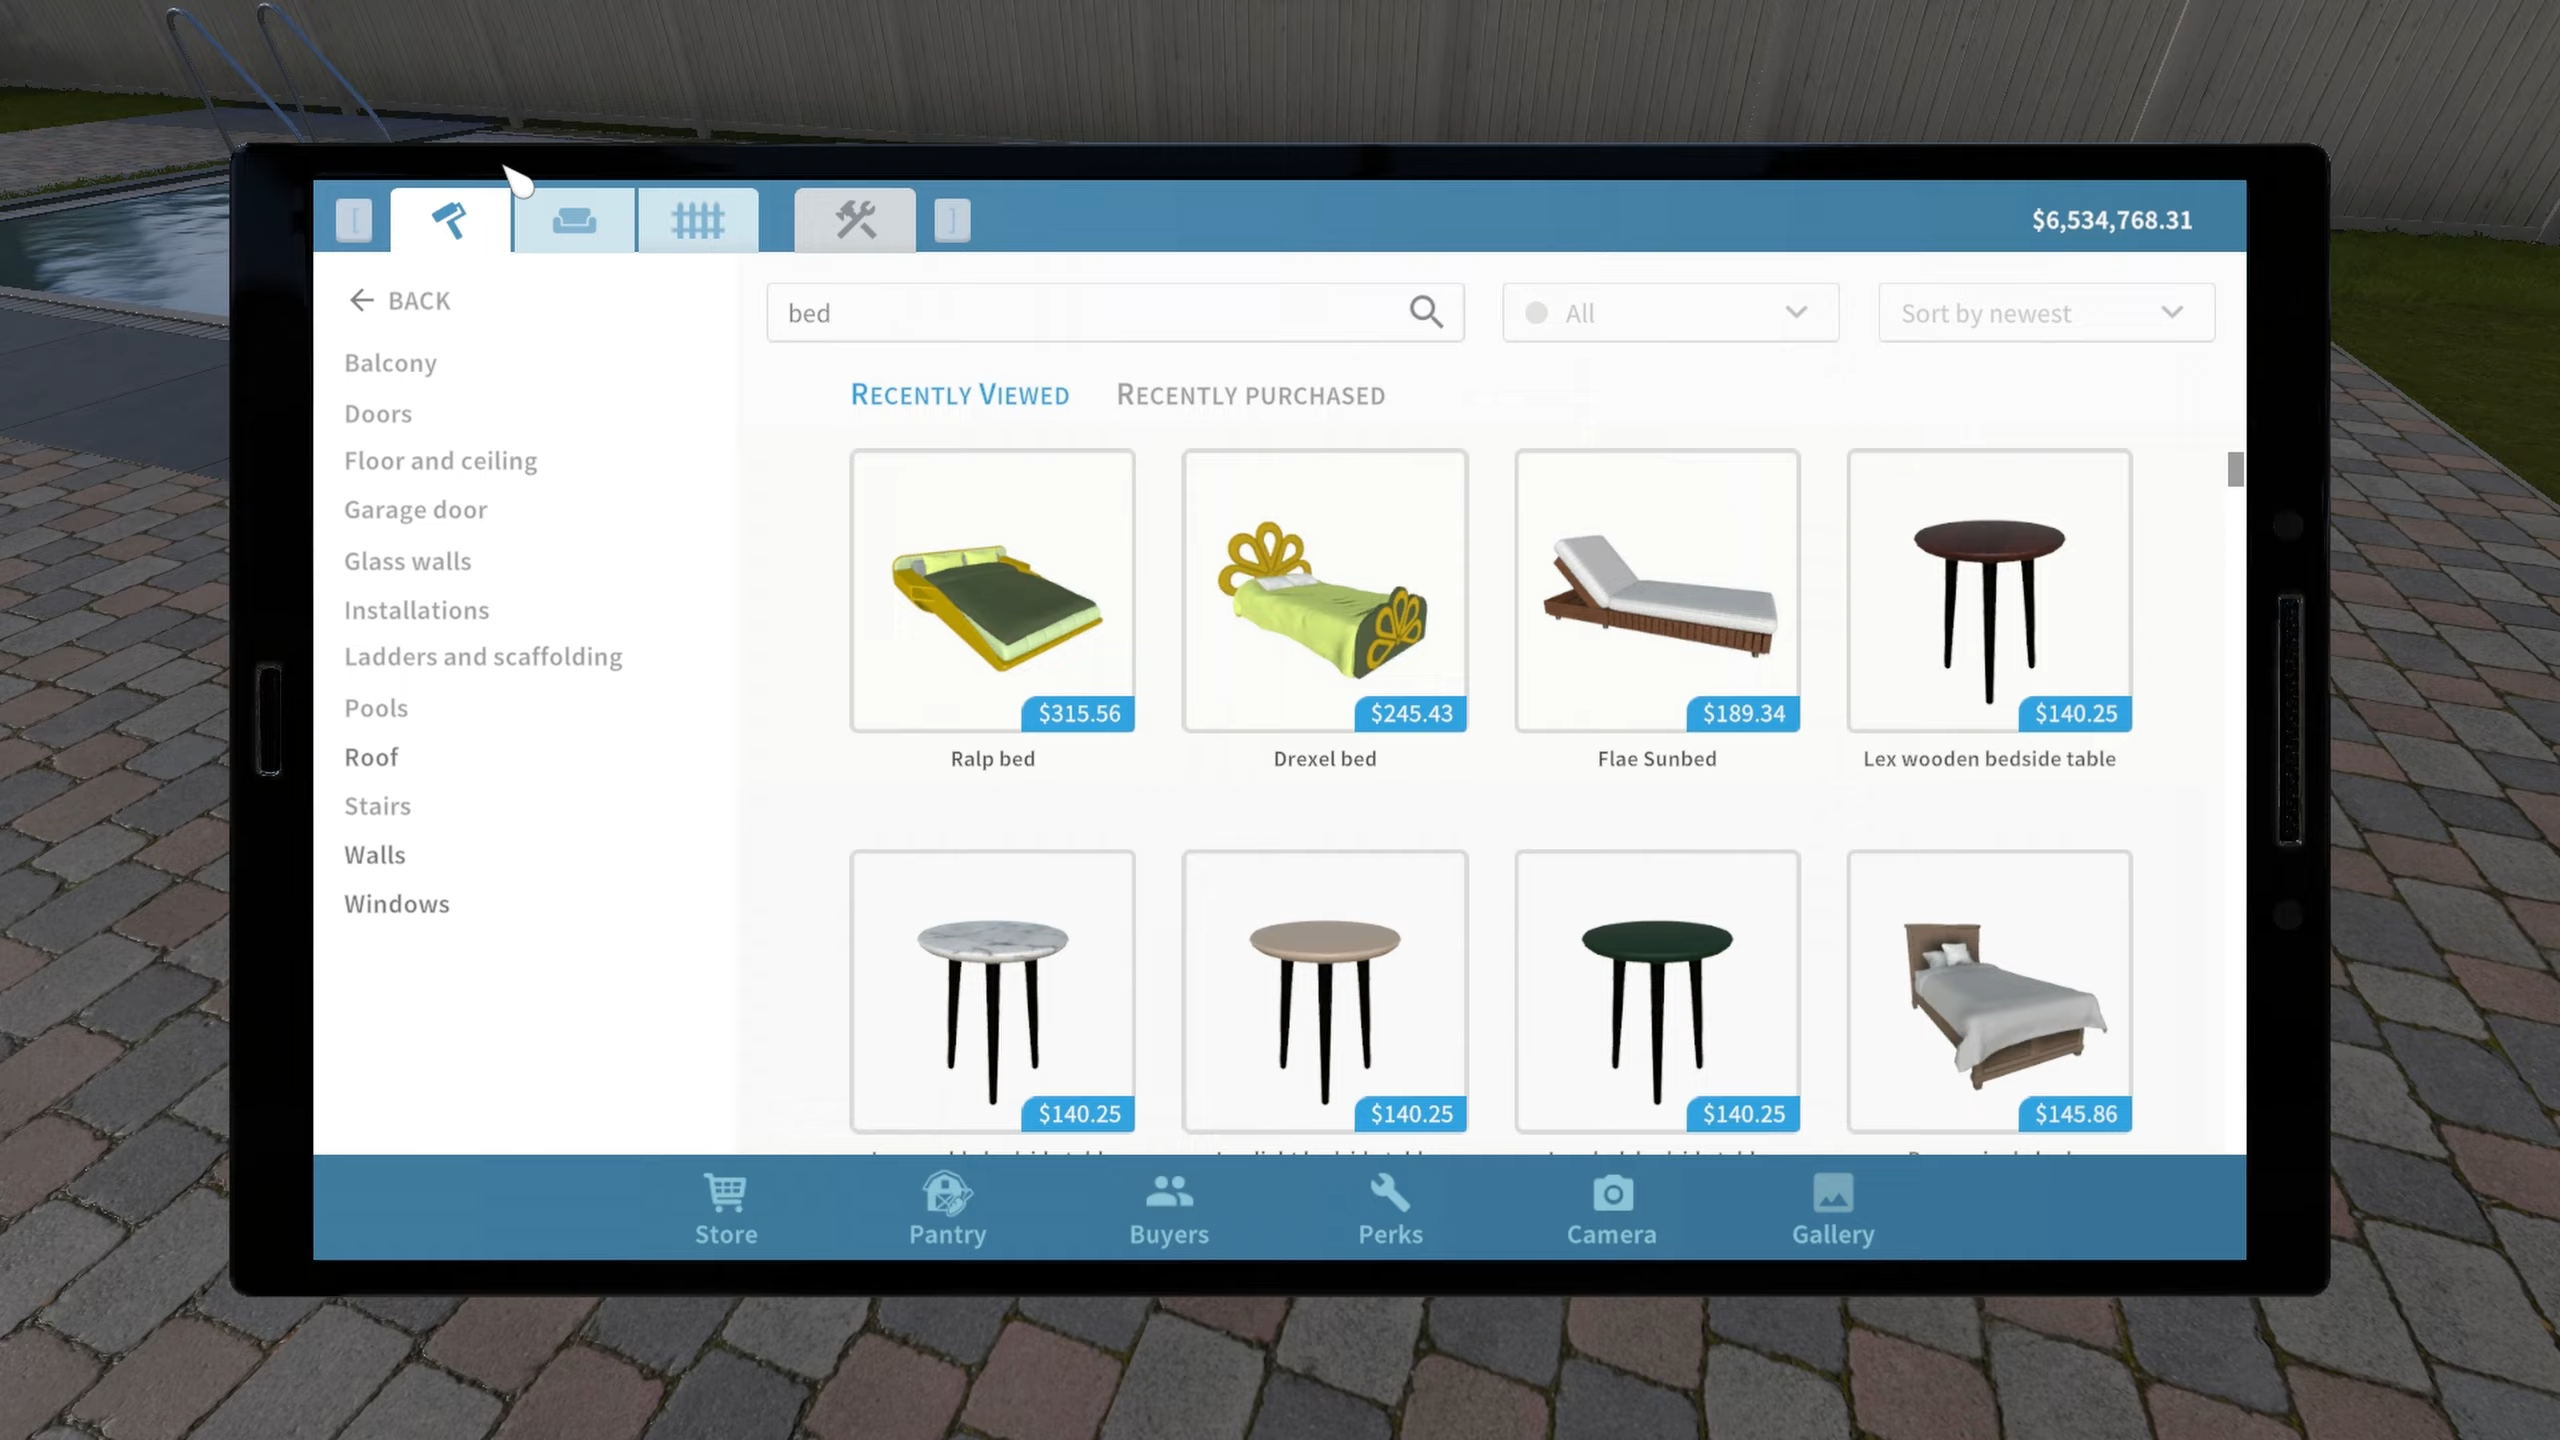 [
]
$6,534,768.31
BACK
Balcony
Doors
Floor and ceiling
Garage door
Glass walls
Installations
Ladders and scaffolding
Pools
Roof
Stairs
Walls
Windows
bed
All
Sort by newest
RECENTLY VIEWED
RECENTLY PURCHASED
$315.56
$245.43
$189.34
$140.25
Ralp bed
Drexel bed
Flae Sunbed
Lex wooden bedside table
$140.25
$140.25
$140.25
$145.86
Store
Pantry
Buyers
Perks
Camera
Gallery